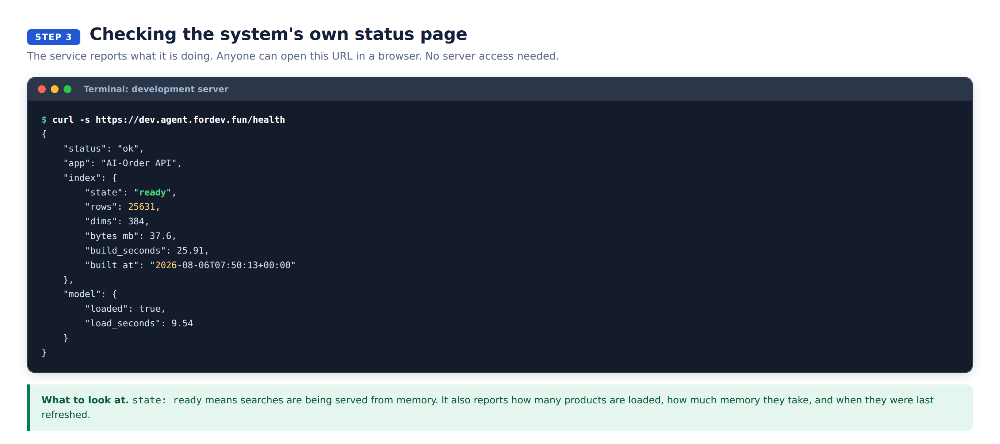 STEP 3 Checking the system's own status page
The service reports what it is doing. Anyone can open this URL in a browser. No server access needed.
Terminal: development server
$ curl -s https://dev.agent.fordev.fun/health
{
    "status": "ok",
    "app": "AI-Order API",
    "index": {
        "state": "ready",
        "rows": 25631,
        "dims": 384,
        "bytes_mb": 37.6,
        "build_seconds": 25.91,
        "built_at": "2026-08-06T07:50:13+00:00"
    },
    "model": {
        "loaded": true,
        "load_seconds": 9.54
    }
}
What to look at. state: ready means searches are being served from memory. It also reports how many products are loaded, how much memory they take, and when they were last
refreshed.